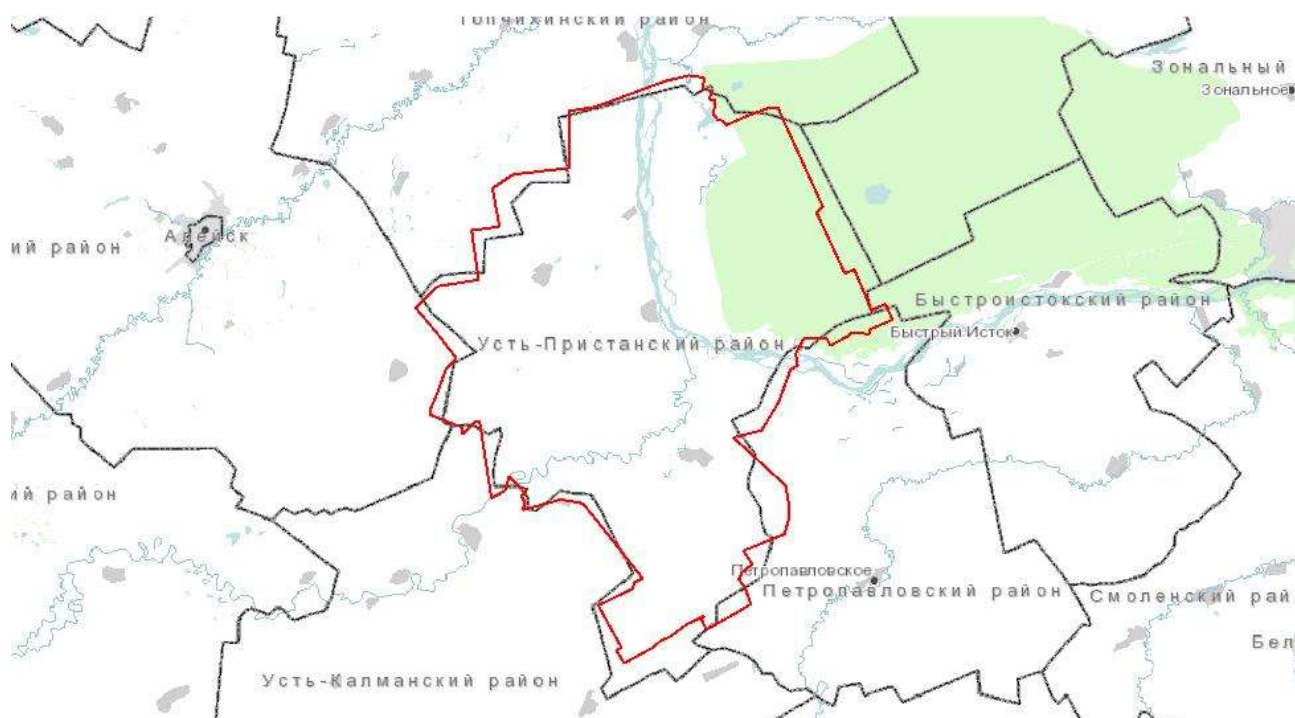 Топчихинский район
Зональный
Зональное
Алейск
ий район
Быстроистокский район
Быстрый Исток
Усть-Пристанский район
ий район
Петропавловское
Петропавловский район
Смоленский рай
Бел
Усть-Калманский район